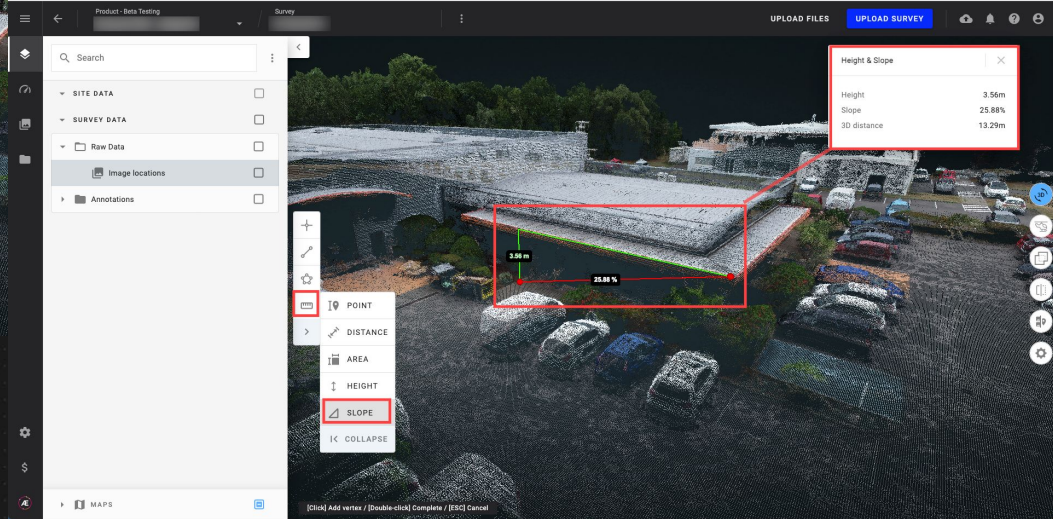 Product - Beta Testing
Survey
UPLOAD FILES
UPLOAD SURVEY
Search
SITE DATA
SURVEY DATA
Raw Data
Image locations
Annotations
MAPS
Height & Slope
Height 3.56m
Slope 25.88%
3D distance 13.29m
3D
3.56 m
25.88 %
POINT
DISTANCE
AREA
HEIGHT
SLOPE
COLLAPSE
[Click] Add vertex / [Double-click] Complete / [ESC] Cancel
$
Æ